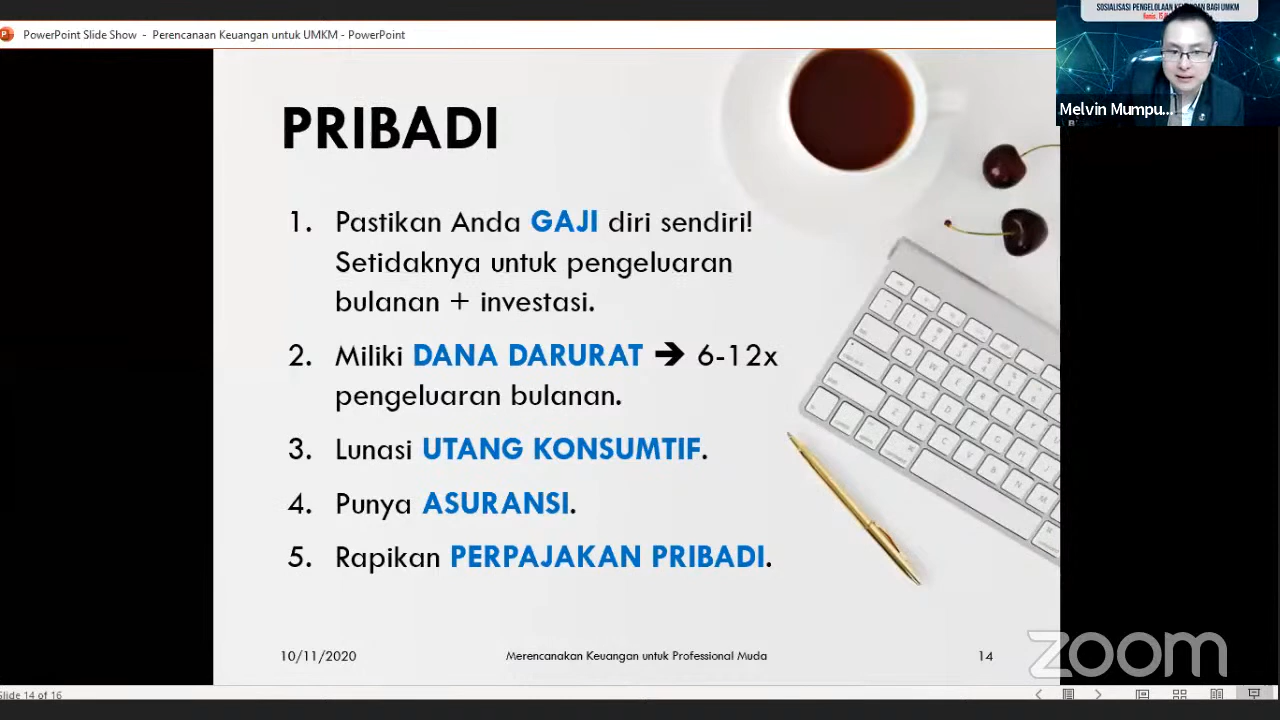 SOSIALISASI PENGELOLAAN KEUANGAN BAGI UMKM
PowerPoint Slide Show - Perencanaan Keuangan untuk UMKM - PowerPoint
Melvin Mumpu...
PRIBADI
1. Pastikan Anda GAJI diri sendiri!
Setidaknya untuk pengeluaran
bulanan + investasi.
2. Miliki DANA DARURAT ➔ 6-12x
pengeluaran bulanan.
3. Lunasi UTANG KONSUMTIF.
4. Punya ASURANSI.
5. Rapikan PERPAJAKAN PRIBADI.
10/11/2020 Merencanakan Keuangan untuk Professional Muda 14
zoom
Slide 14 of 16